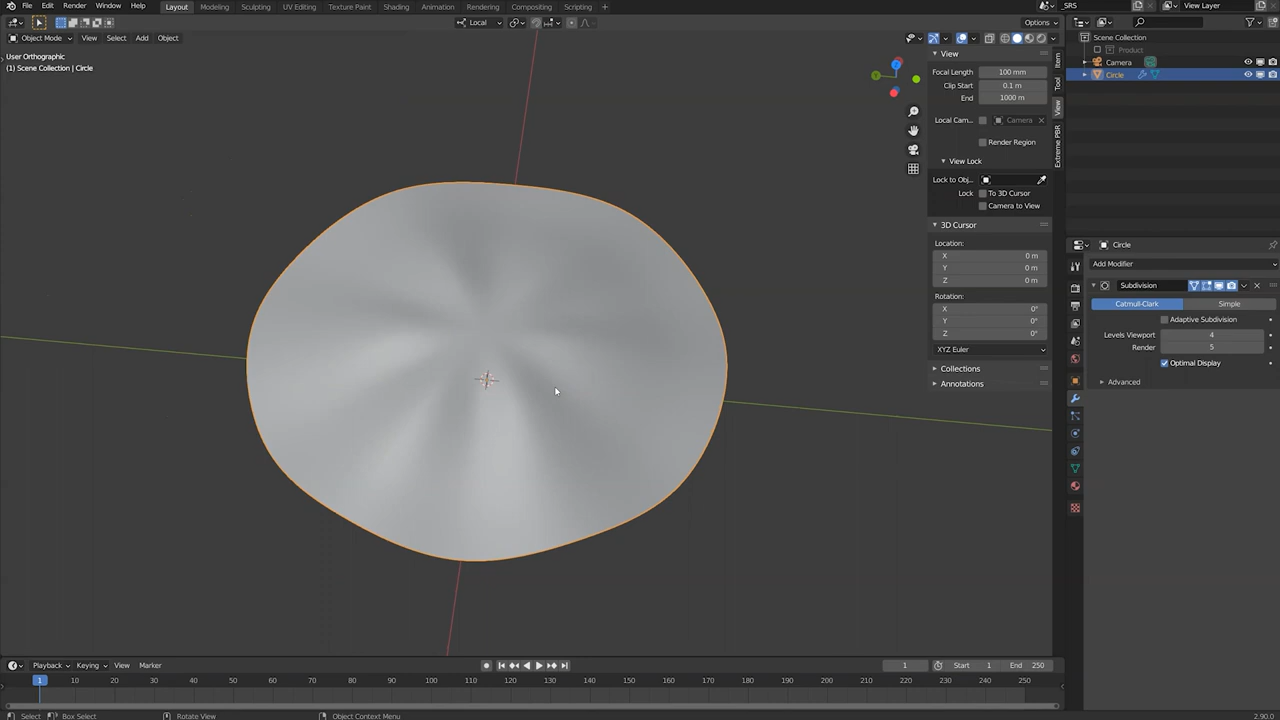 File Edit Render Window Help Layout Modeling Sculpting UV Editing Texture Paint Shading Animation Rendering Compositing Scripting + SRS View Layer
Local Options
Object Mode View Select Add Object
User Orthographic
(1) Scene Collection | Circle
View
Focal Length 100 mm
Clip Start 0.1 m
End 1000 m
Local Cam... Camera
Render Region
View Lock
Lock to Obj...
Lock To 3D Cursor
Camera to View
3D Cursor
Location:
X 0 m
Y 0 m
Z 0 m
Rotation:
X 0°
Y 0°
Z 0°
XYZ Euler
Collections
Annotations
Item
Tool
View
Extreme PBR
Scene Collection
Product
Camera
Circle
Circle
Add Modifier
Subdivision
Catmull-Clark Simple
Adaptive Subdivision
Levels Viewport 4
Render 5
Optimal Display
Advanced
Playback Keying View Marker 1 Start 1 End 250
1 10 20 30 40 50 60 70 80 90 100 110 120 130 140 150 160 170 180 190 200 210 220 230 240 250
Select Box Select Rotate View Object Context Menu 2.90.0